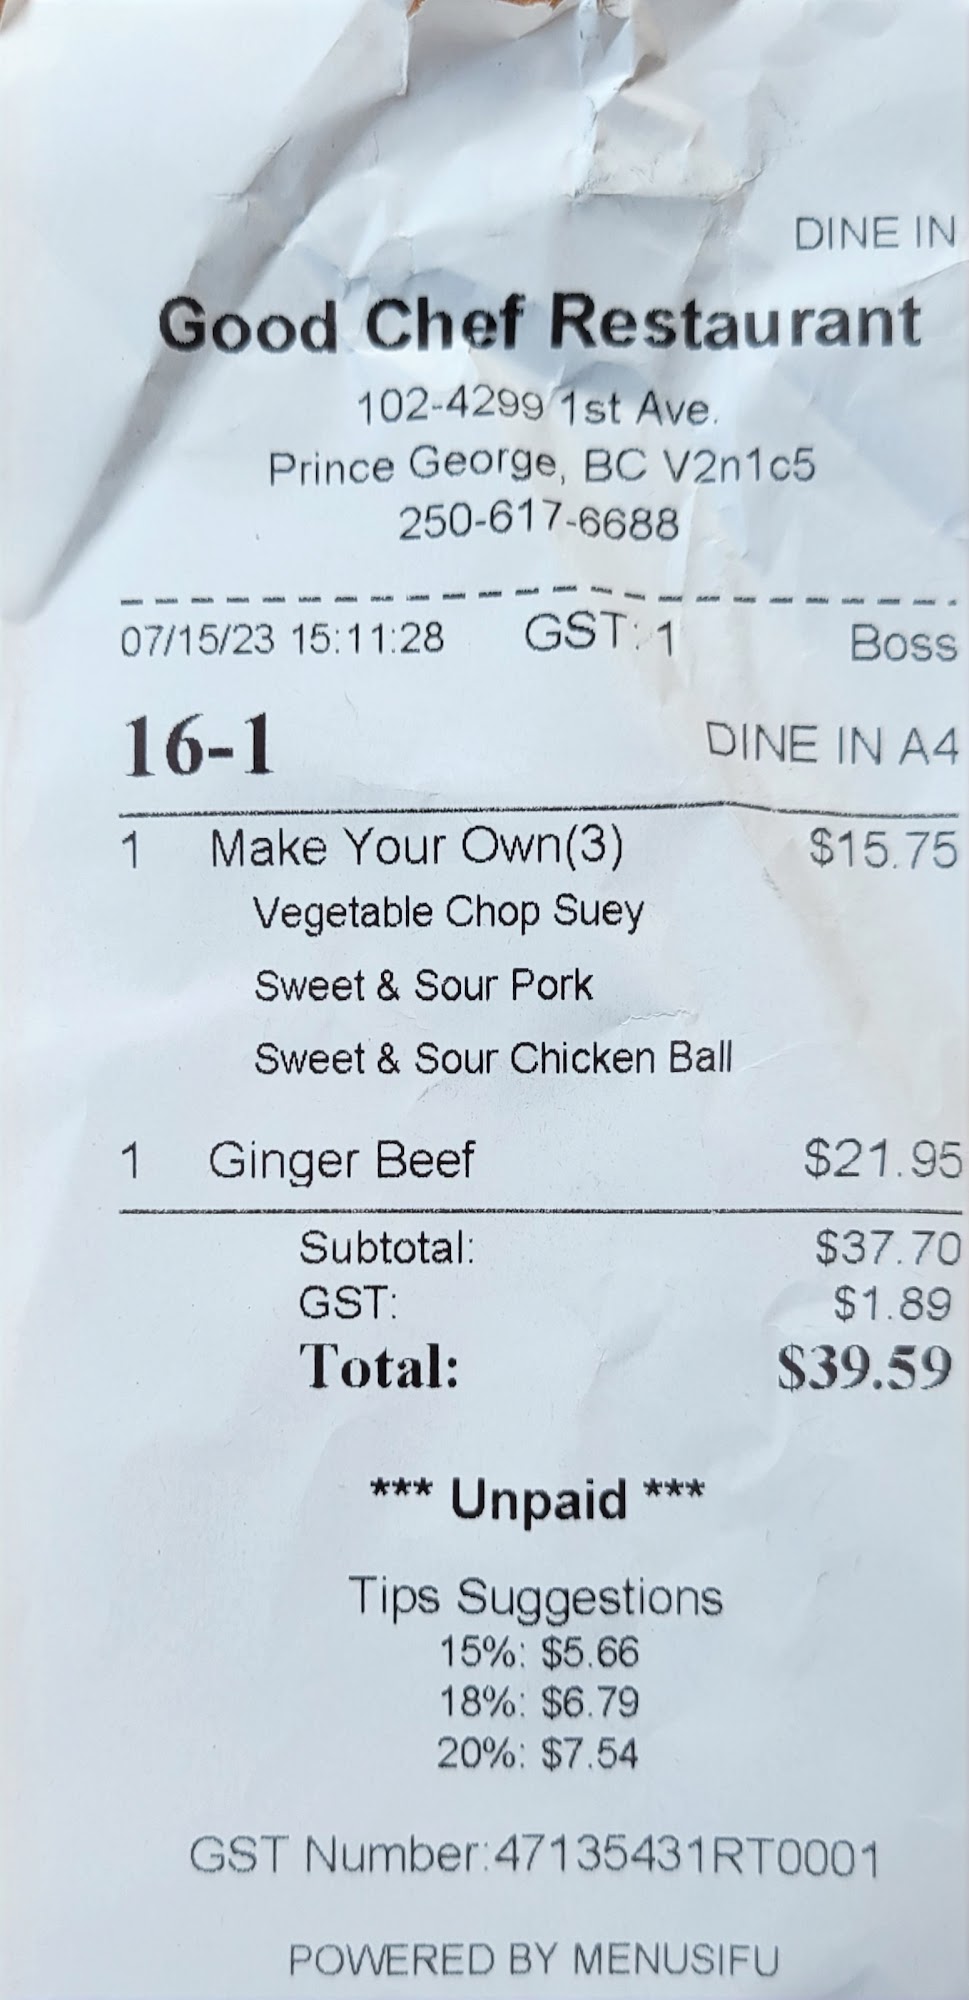 DINE IN
Good Chef Restaurant
102-4299 1st Ave.
Prince George, BC V2n1c5
250-617-6688
07/15/23 15:11:28 GST: 1 Boss
16-1 DINE IN A4
1 Make Your Own(3) $15.75
Vegetable Chop Suey
Sweet & Sour Pork
Sweet & Sour Chicken Ball
1 Ginger Beef $21.95
Subtotal: $37.70
GST: $1.89
Total: $39.59
*** Unpaid ***
Tips Suggestions
15%: $5.66
18%: $6.79
20%: $7.54
GST Number:47135431RT0001
POWERED BY MENUSIFU